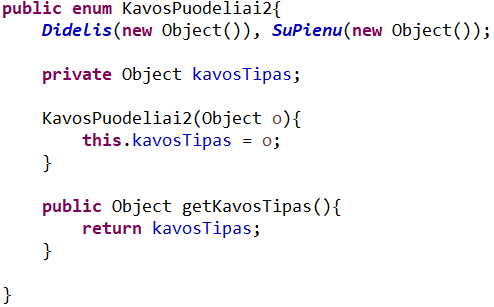 public enum KavosPuodeliai2{
Didelis(new Object()), SuPienu(new Object());
private Object kavosTipas;
KavosPuodeliai2(Object o){
this.kavosTipas = o;
}
public Object getKavosTipas(){
return kavosTipas;
}
}